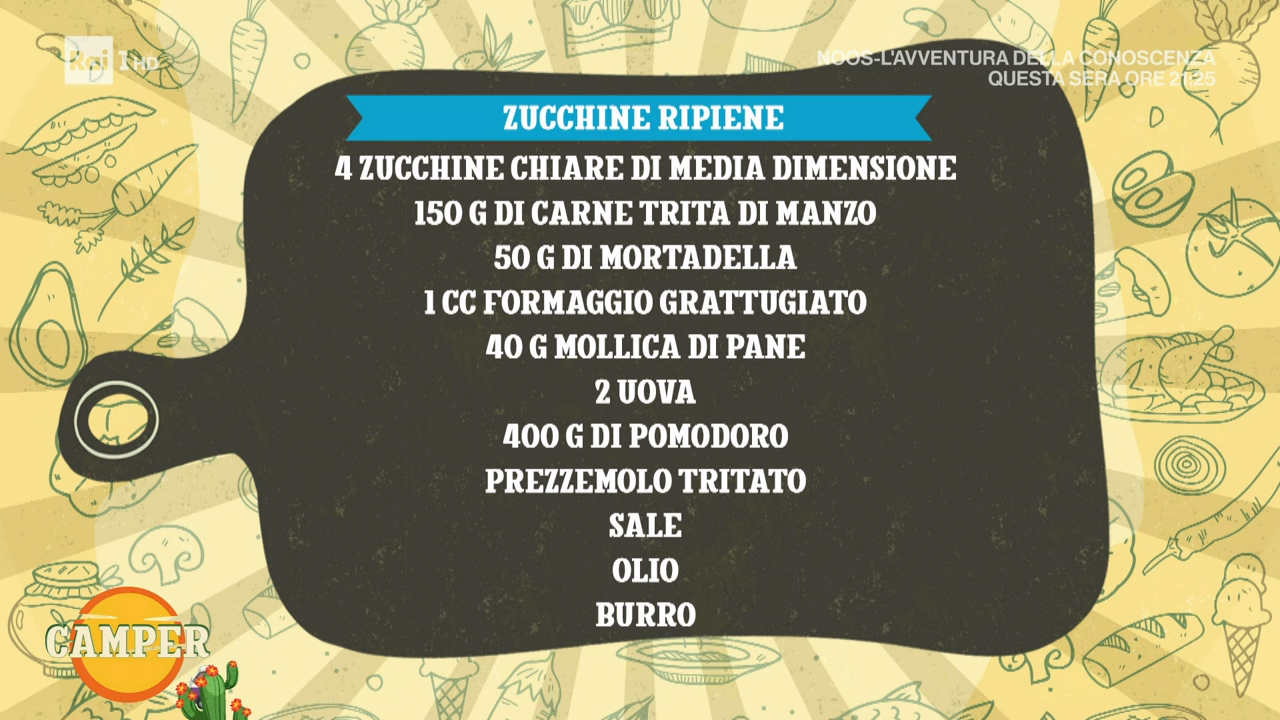 Rai 1 HD
NOOS-L'AVVENTURA DELLA CONOSCENZA
QUESTA SERA ORE 21:25
ZUCCHINE RIPIENE
4 ZUCCHINE CHIARE DI MEDIA DIMENSIONE
150 G DI CARNE TRITA DI MANZO
50 G DI MORTADELLA
1 CC FORMAGGIO GRATTUGIATO
40 G MOLLICA DI PANE
2 UOVA
400 G DI POMODORO
PREZZEMOLO TRITATO
SALE
OLIO
BURRO
CAMPER